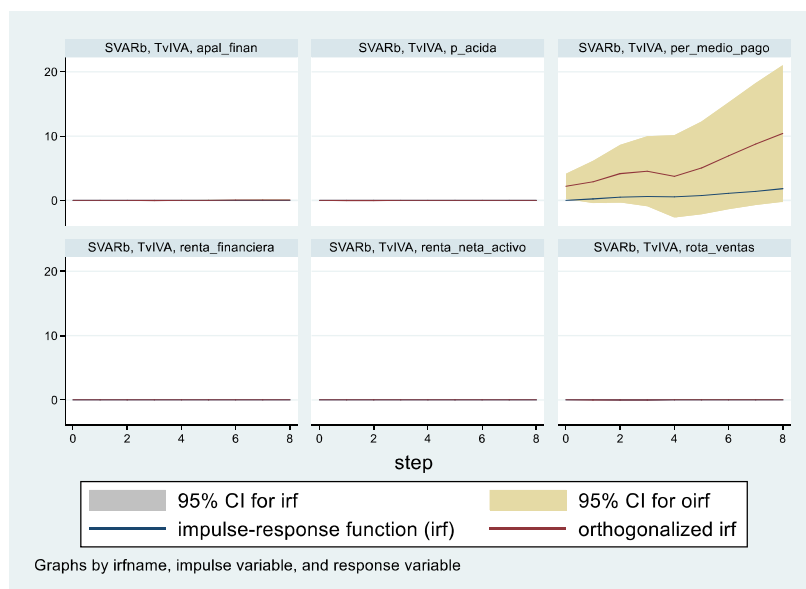 SVARb, TvIVA, apal_finan
SVARb, TvIVA, p_acida
SVARb, TvIVA, per_medio_pago
20
10
0
SVARb, TvIVA, renta_financiera
SVARb, TvIVA, renta_neta_activo
SVARb, TvIVA, rota_ventas
20
10
0
0 2 4 6 8
0 2 4 6 8
0 2 4 6 8
step
95% CI for irf
95% CI for oirf
impulse-response function (irf)
orthogonalized irf
Graphs by irfname, impulse variable, and response variable